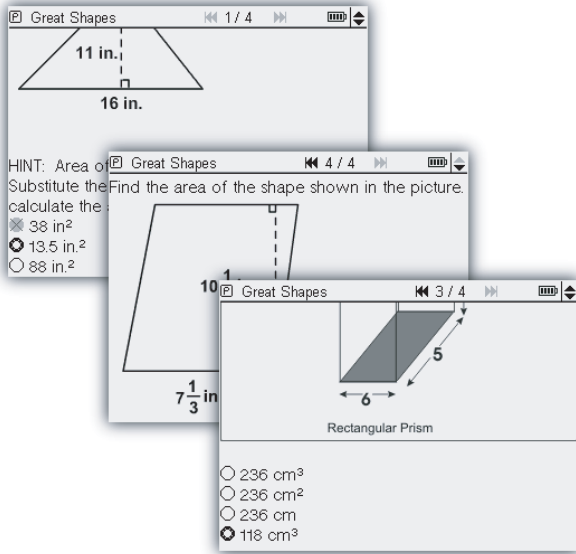 P Great Shapes 1 / 4
11 in.
16 in.
HINT: Area of
Substitute the
calculate the
38 in²
13.5 in.²
88 in.²
P Great Shapes 4 / 4
Find the area of the shape shown in the picture.
10
7 1/3 in
P Great Shapes 3 / 4
5
6
Rectangular Prism
236 cm³
236 cm²
236 cm
118 cm³